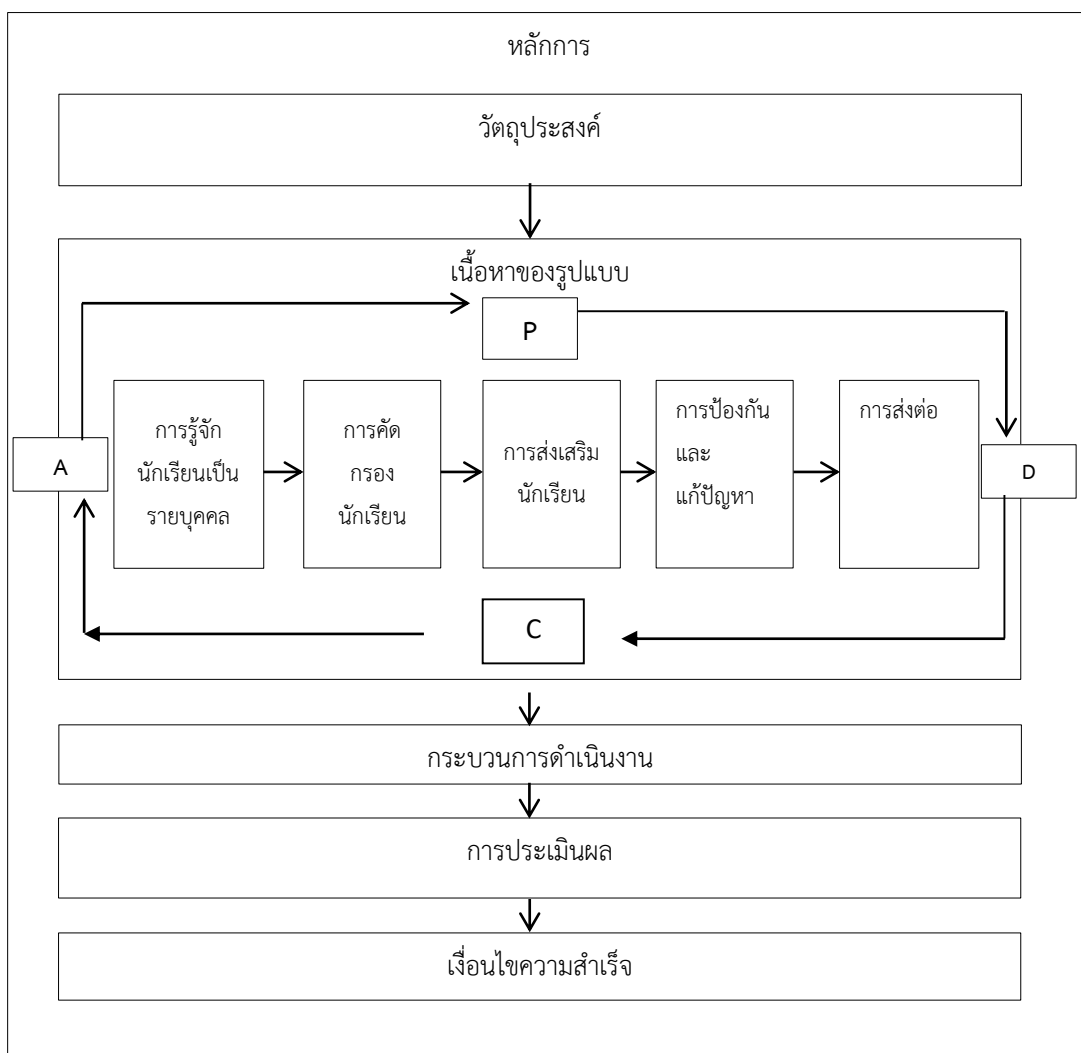 หลักการ
วัตถุประสงค์
เนื้อหาของรูปแบบ
P
A
การรู้จัก
นักเรียนเป็น
รายบุคคล
การคัด
กรอง
นักเรียน
การส่งเสริม
นักเรียน
การป้องกัน
และ
แก้ปัญหา
การส่งต่อ
D
C
กระบวนการดำเนินงาน
การประเมินผล
เงื่อนไขความสำเร็จ